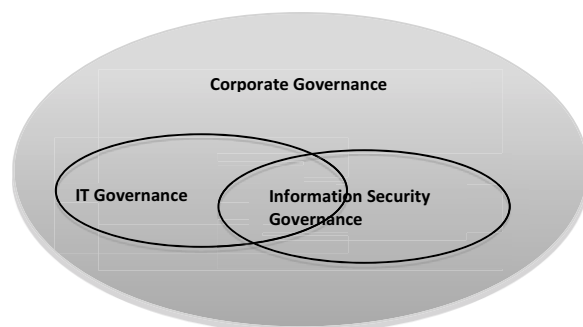 Corporate Governance
IT Governance
Information Security
Governance